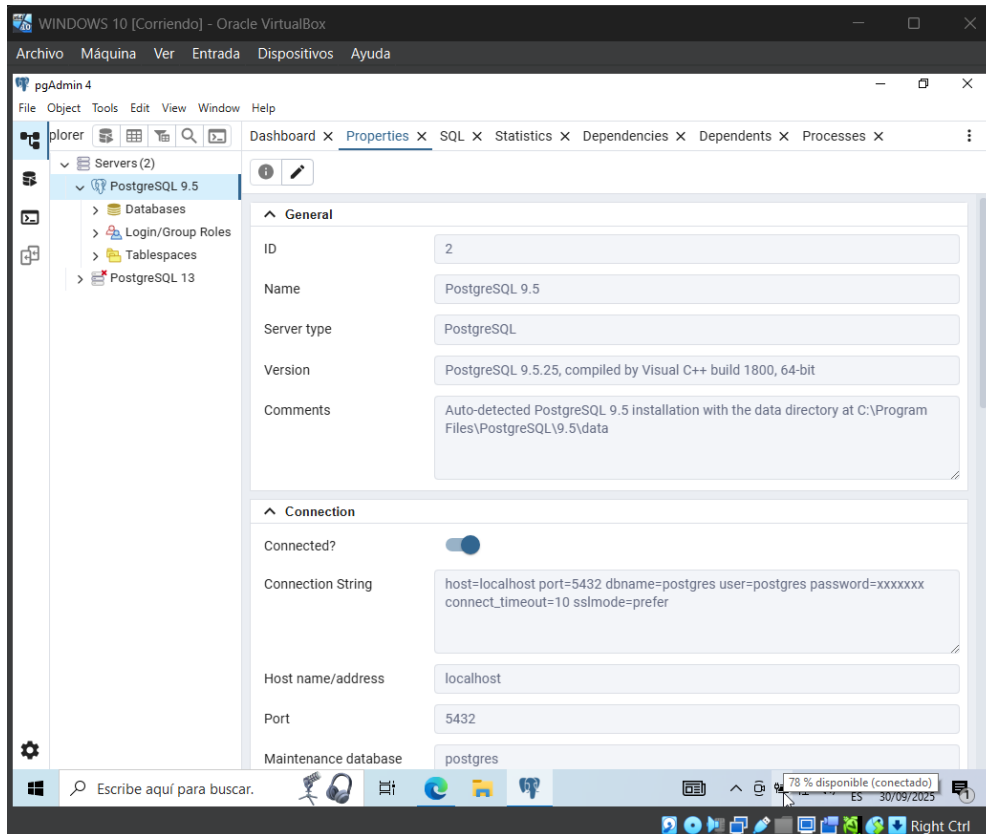 WINDOWS 10 [Corriendo] - Oracle VirtualBox
Archivo Máquina Ver Entrada Dispositivos Ayuda
pgAdmin 4
File Object Tools Edit View Window Help
plorer
Dashboard Properties SQL Statistics Dependencies Dependents Processes
Servers (2)
PostgreSQL 9.5
Databases
Login/Group Roles
Tablespaces
PostgreSQL 13
General
ID 2
Name PostgreSQL 9.5
Server type PostgreSQL
Version PostgreSQL 9.5.25, compiled by Visual C++ build 1800, 64-bit
Comments Auto-detected PostgreSQL 9.5 installation with the data directory at C:\Program
Files\PostgreSQL\9.5\data
Connection
Connected?
Connection String host=localhost port=5432 dbname=postgres user=postgres password=xxxxxxx
connect_timeout=10 sslmode=prefer
Host name/address localhost
Port 5432
Maintenance database postgres
Escribe aquí para buscar.
78 % disponible (conectado)
ES 30/09/2025
1
Right Ctrl